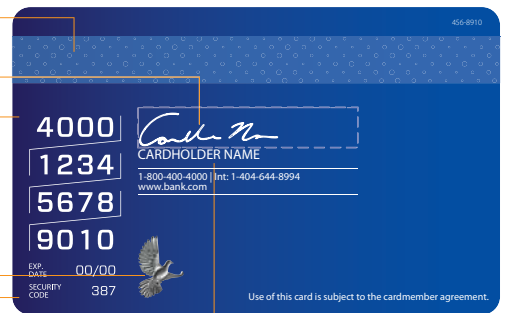 456-8910
4000
1234
5678
9010
CARDHOLDER NAME
1-800-400-4000 | Int: 1-404-644-8994
www.bank.com
EXP.
DATE 00/00
SECURITY
CODE 387
Use of this card is subject to the cardmember agreement.